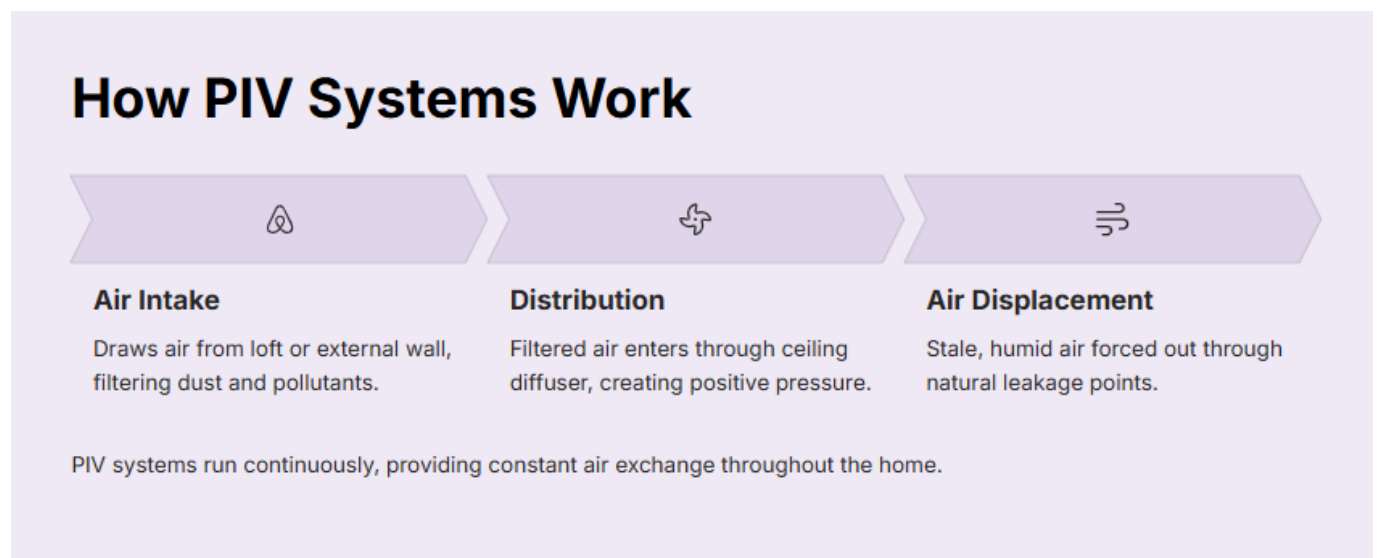 How PIV Systems Work
Air Intake
Draws air from loft or external wall,
filtering dust and pollutants.
Distribution
Filtered air enters through ceiling
diffuser, creating positive pressure.
Air Displacement
Stale, humid air forced out through
natural leakage points.
PIV systems run continuously, providing constant air exchange throughout the home.